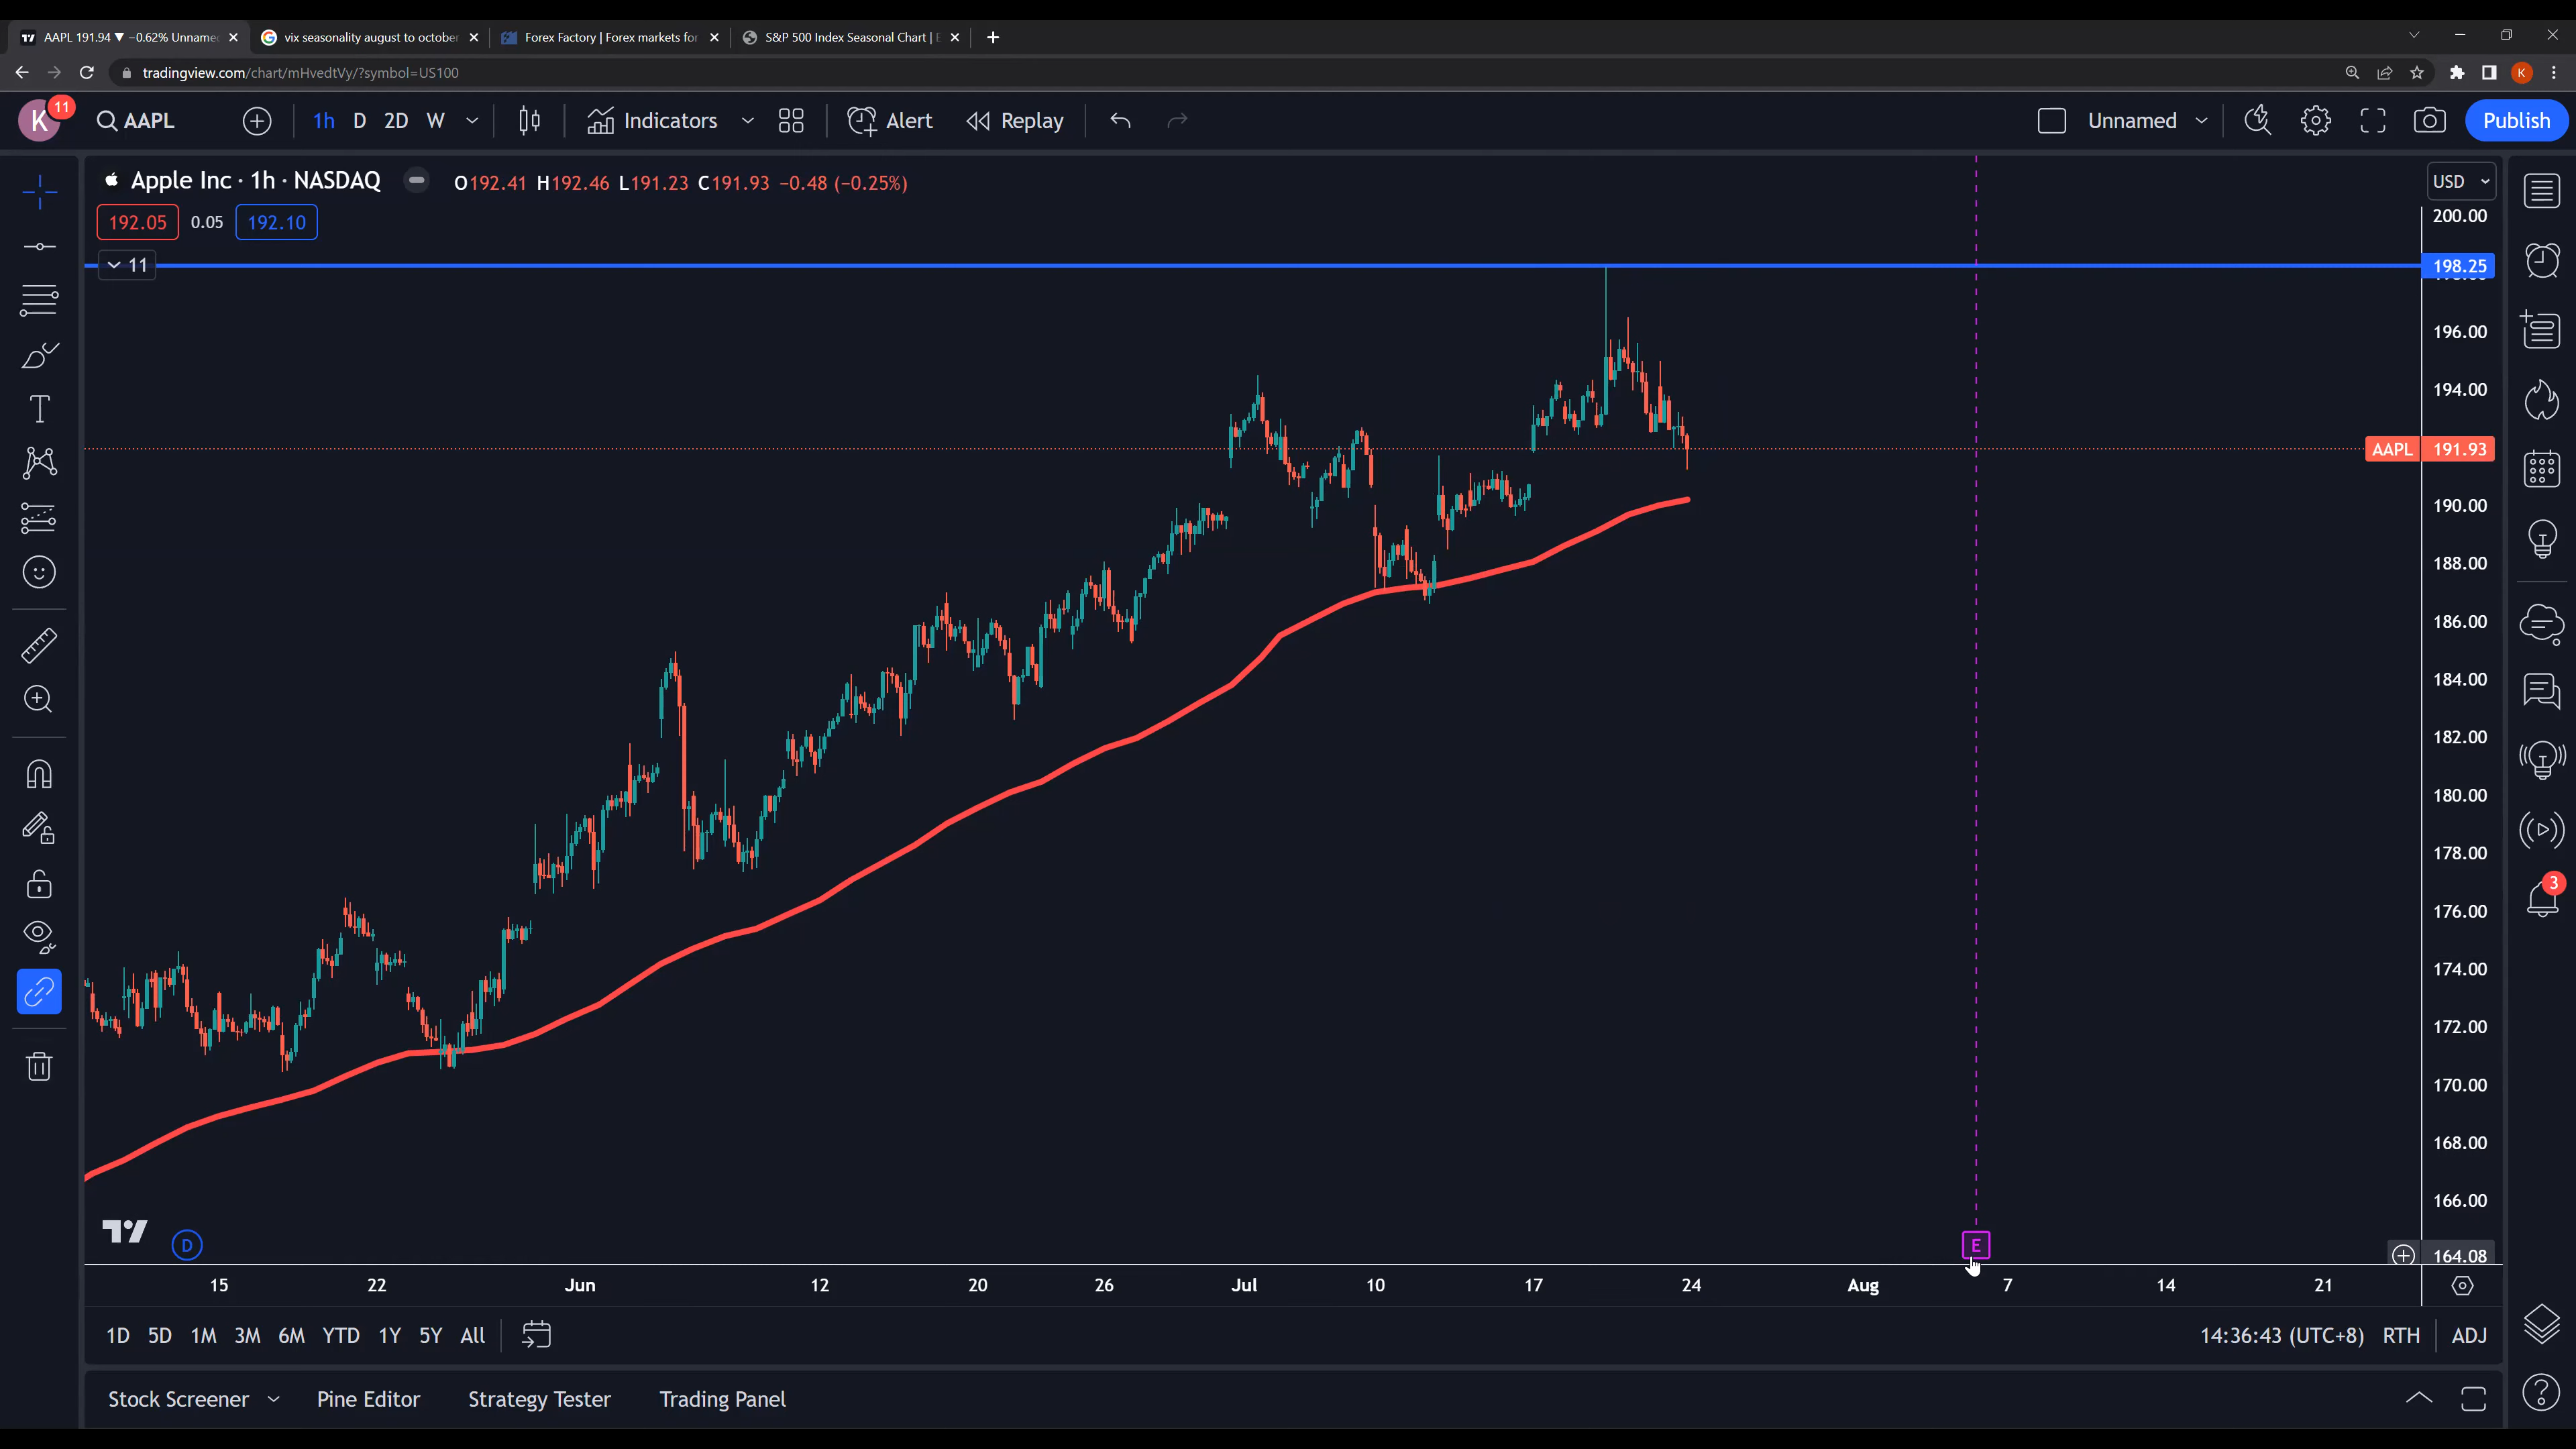 AAPL 191.94 ▼ −0.62% Unname
vix seasonality august to october
Forex Factory | Forex markets for
S&P 500 Index Seasonal Chart | E
tradingview.com/chart/mHvedtVy/?symbol=US100
K
K 11
AAPL
1h D 2D W
Indicators
Alert
Replay
Unnamed
Publish
Apple Inc · 1h · NASDAQ
O192.41 H192.46 L191.23 C191.93 −0.48 (−0.25%)
USD
192.05 0.05 192.10
200.00
11
198.25
196.00
194.00
AAPL 191.93
190.00
188.00
186.00
184.00
182.00
180.00
178.00
3
176.00
174.00
172.00
170.00
168.00
166.00
D
E
164.08
15 22 Jun 12 20 26 Jul 10 17 24 Aug 7 14 21
1D 5D 1M 3M 6M YTD 1Y 5Y All
14:36:43 (UTC+8) RTH ADJ
Stock Screener Pine Editor Strategy Tester Trading Panel